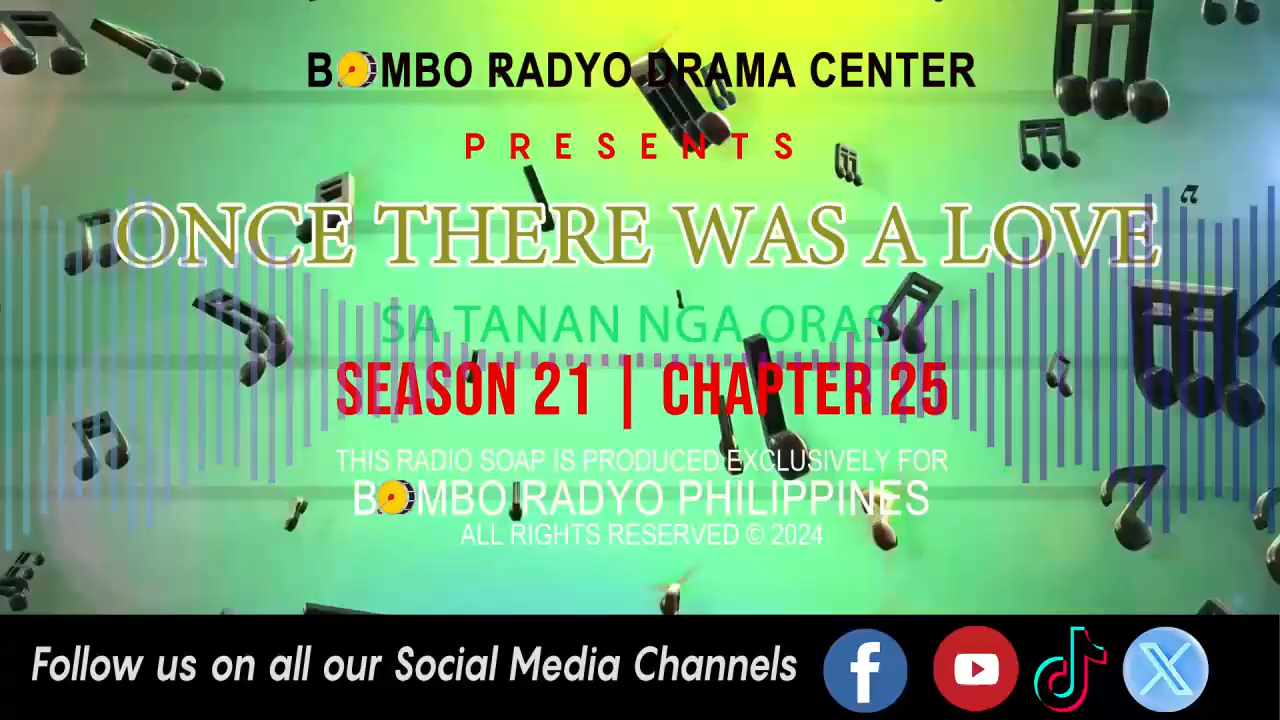 BOMBO RADYO DRAMA CENTER
PRESENTS
ONCE THERE WAS A LOVE
SA TANAN NGA ORAS
SEASON 21 | CHAPTER 25
THIS RADIO SOAP IS PRODUCED EXCLUSIVELY FOR
BOMBO RADYO PHILIPPINES
ALL RIGHTS RESERVED © 2024
Follow us on all our Social Media Channels